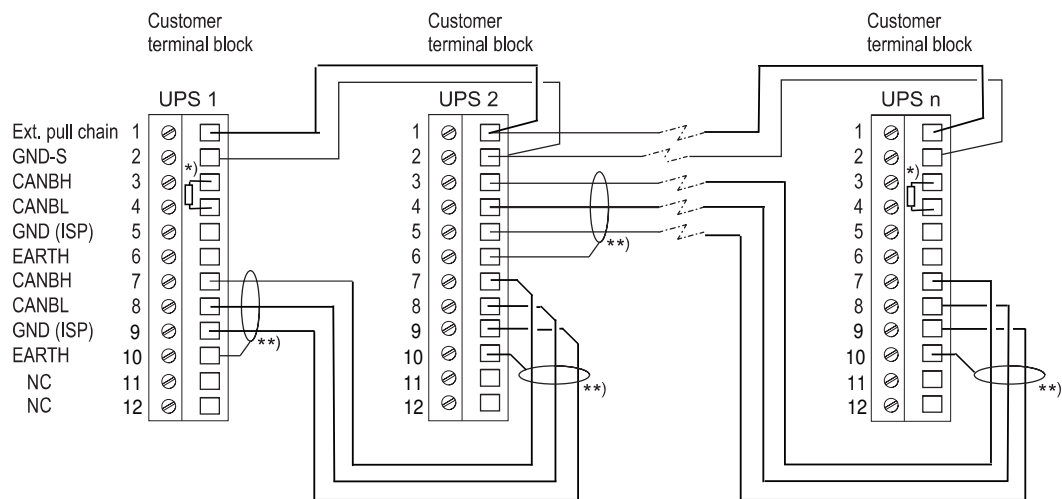 Customer
terminal block
Customer
terminal block
Customer
terminal block
UPS 1
UPS 2
UPS n
Ext. pull chain 1
GND-S 2
CANBH 3
CANBL 4
GND (ISP) 5
EARTH 6
CANBH 7
CANBL 8
GND (ISP) 9
EARTH 10
NC 11
NC 12
*)
**)
1
2
3
4
5
6
7
8
9
10
11
12
**)
**)
1
2
3
4
5
6
7
8
9
10
11
12
*)
**)